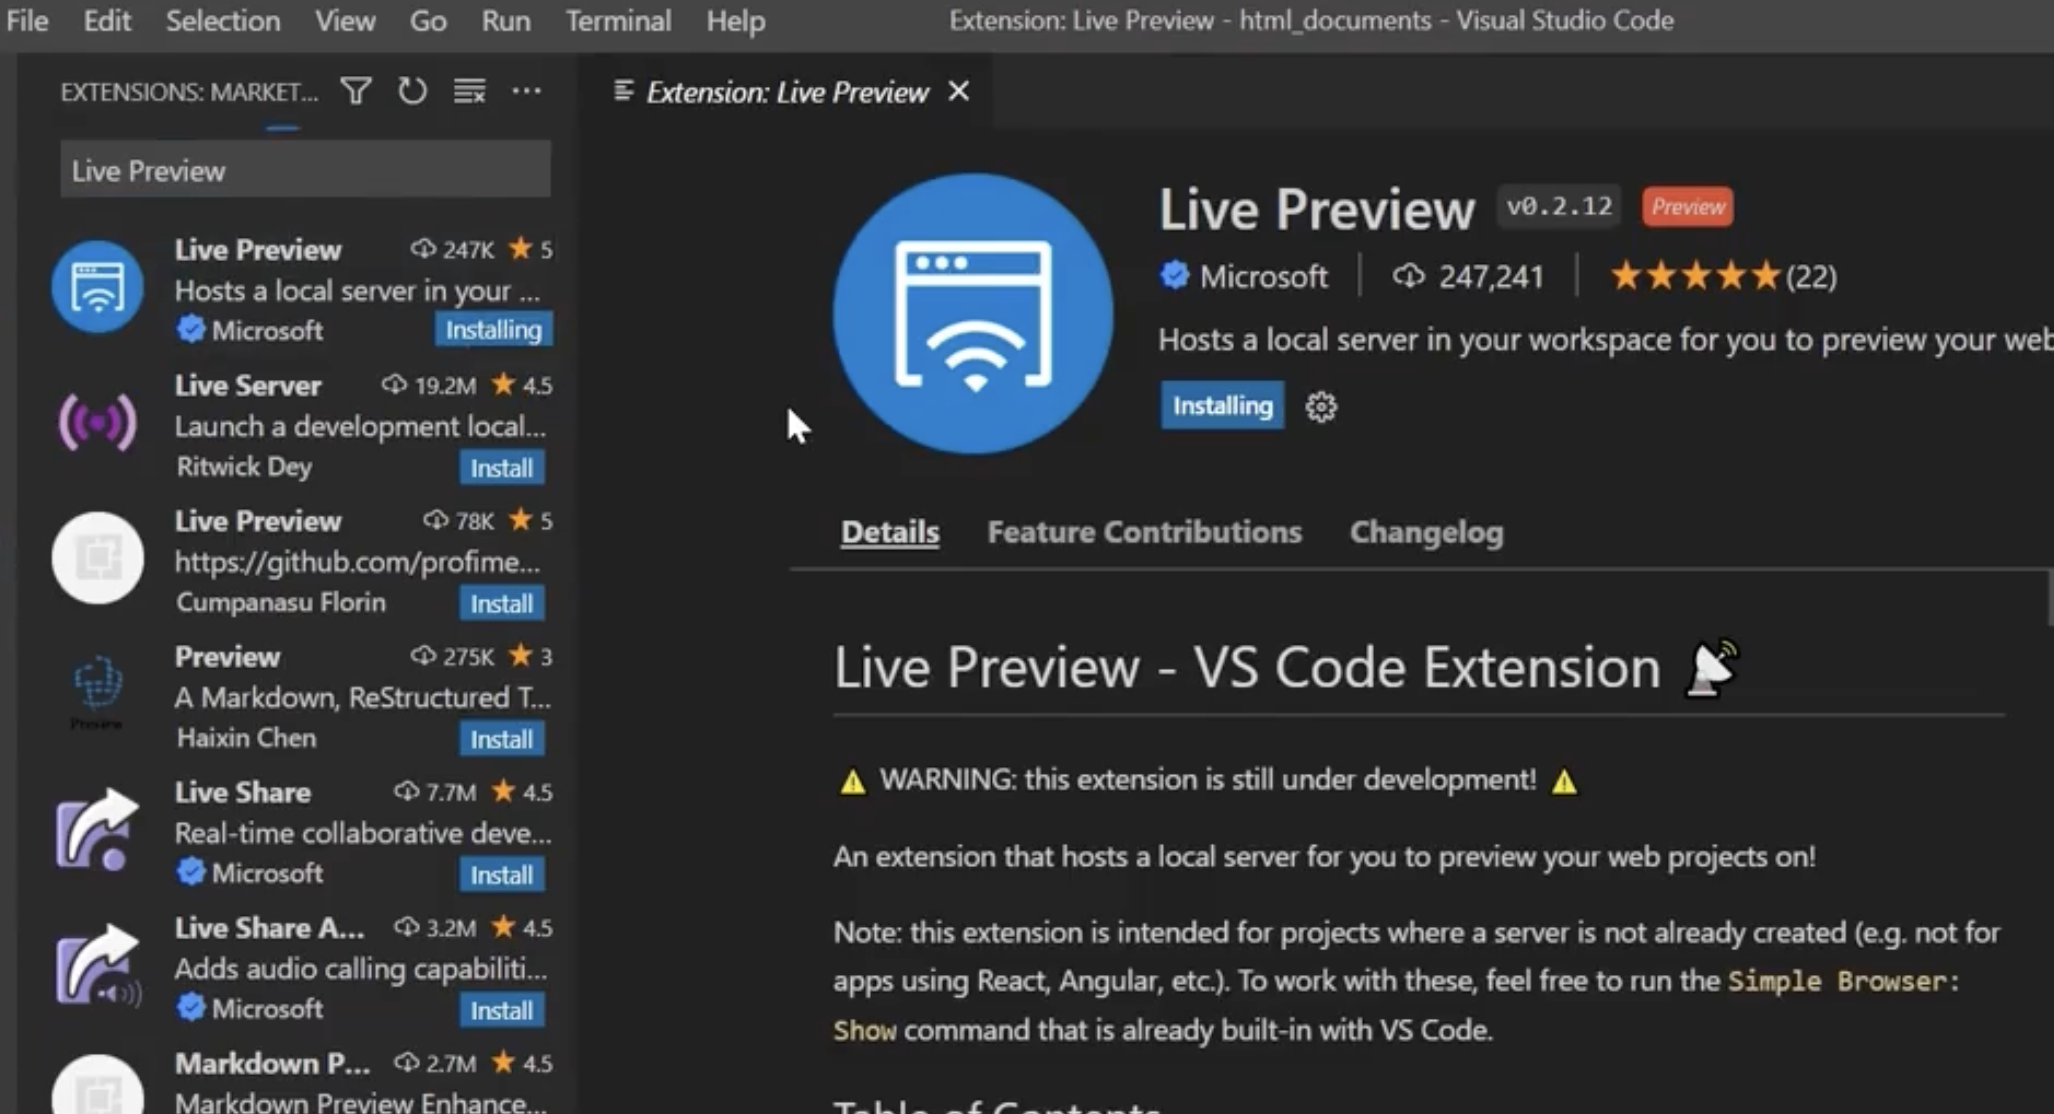 File Edit Selection View Go Run Terminal Help Extension: Live Preview - html_documents - Visual Studio Code
EXTENSIONS: MARKET...
Extension: Live Preview
Live Preview
Live Preview 247K 5
Hosts a local server in your ...
Microsoft Installing
Live Server 19.2M 4.5
Launch a development local...
Ritwick Dey Install
Live Preview 78K 5
https://github.com/profime...
Cumpanasu Florin Install
Preview 275K 3
A Markdown, ReStructured T...
Haixin Chen Install
Preview
Live Share 7.7M 4.5
Real-time collaborative deve...
Microsoft Install
Live Share A... 3.2M 4.5
Adds audio calling capabiliti...
Microsoft Install
Markdown P... 2.7M 4.5
Markdown Preview Enhance...
Live Preview v0.2.12 Preview
Microsoft 247,241 (22)
Hosts a local server in your workspace for you to preview your web
Installing
Details Feature Contributions Changelog
Live Preview - VS Code Extension
WARNING: this extension is still under development!
An extension that hosts a local server for you to preview your web projects on!
Note: this extension is intended for projects where a server is not already created (e.g. not for
apps using React, Angular, etc.). To work with these, feel free to run the Simple Browser:
Show command that is already built-in with VS Code.
Table of Contents